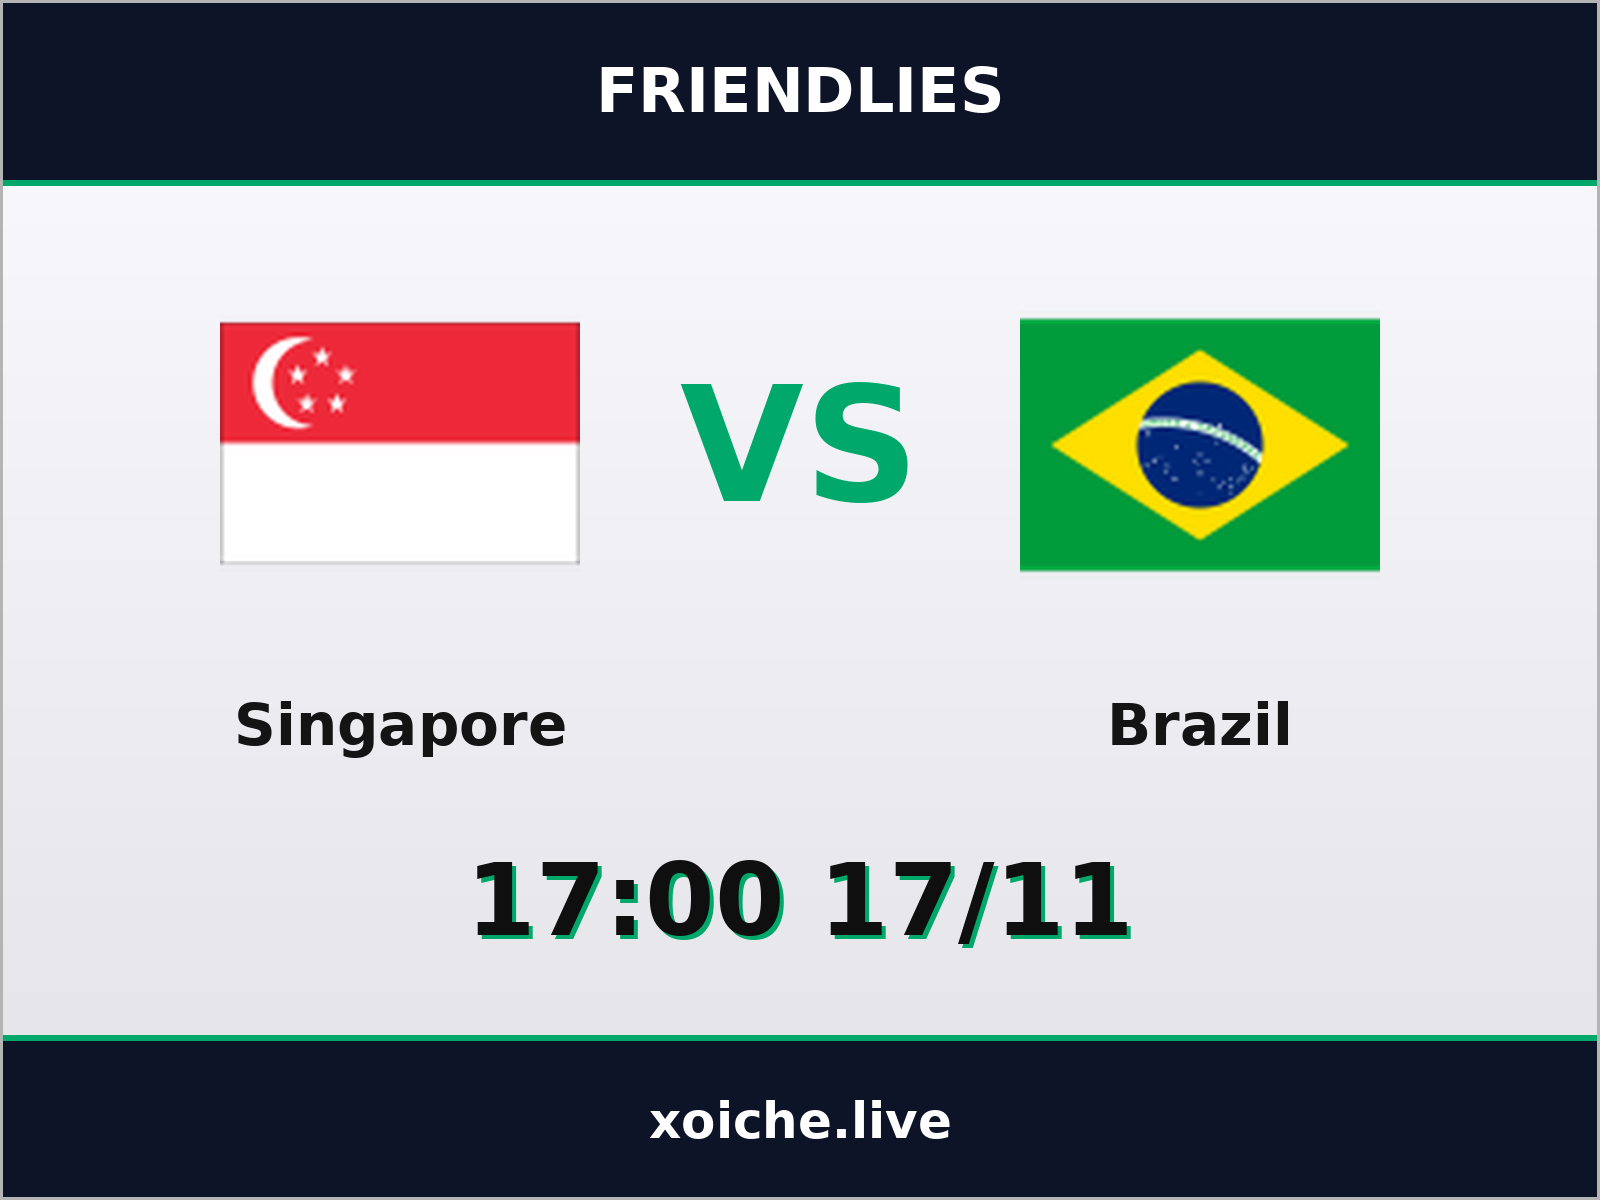 FRIENDLIES
VS
Singapore
Brazil
17:00 17/11
xoiche.live